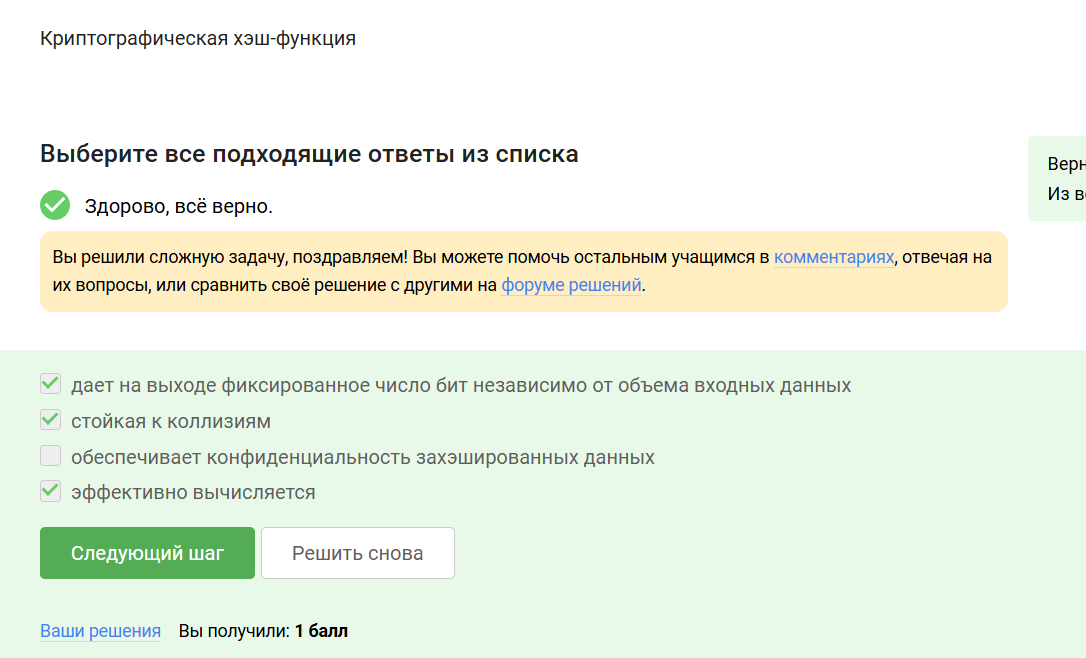 Криптографическая хэш-функция
Выберите все подходящие ответы из списка
Здорово, всё верно.
Вы решили сложную задачу, поздравляем! Вы можете помочь остальным учащимся в комментариях, отвечая на
их вопросы, или сравнить своё решение с другими на форуме решений.
Верн
Из в
дает на выходе фиксированное число бит независимо от объема входных данных
стойкая к коллизиям
обеспечивает конфиденциальность захэшированных данных
эффективно вычисляется
Следующий шаг
Решить снова
Ваши решения Вы получили: 1 балл